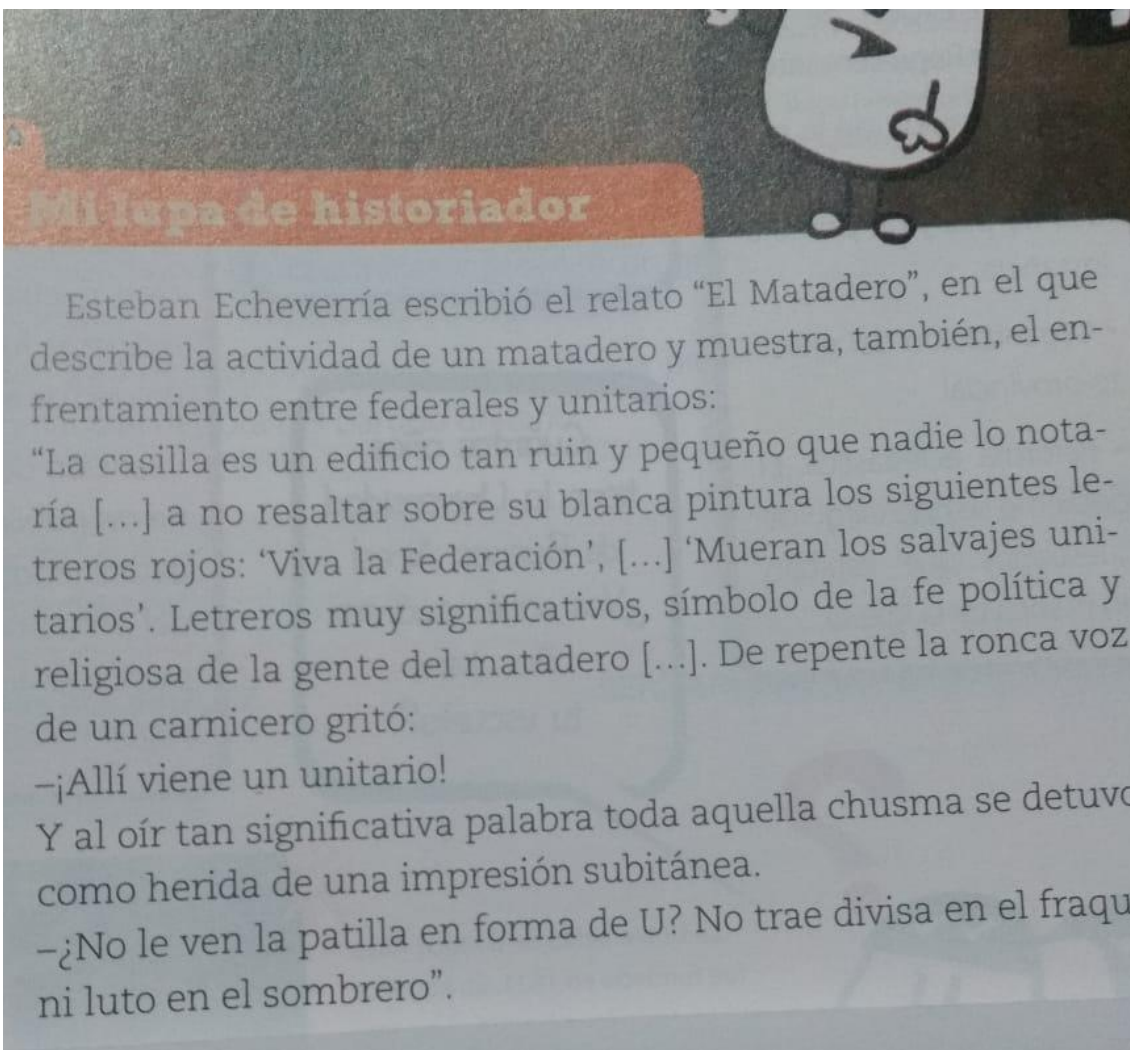 Mi lupa de historiador
Esteban Echeverría escribió el relato “El Matadero”, en el que
describe la actividad de un matadero y muestra, también, el en-
frentamiento entre federales y unitarios:
“La casilla es un edificio tan ruin y pequeño que nadie lo nota-
ría [...] a no resaltar sobre su blanca pintura los siguientes le-
treros rojos: ‘Viva la Federación’, [...] ‘Mueran los salvajes uni-
tarios’. Letreros muy significativos, símbolo de la fe política y
religiosa de la gente del matadero [...]. De repente la ronca voz
de un carnicero gritó:
–¡Allí viene un unitario!
Y al oír tan significativa palabra toda aquella chusma se detuvo
como herida de una impresión subitánea.
–¿No le ven la patilla en forma de U? No trae divisa en el fraqu
ni luto en el sombrero”.